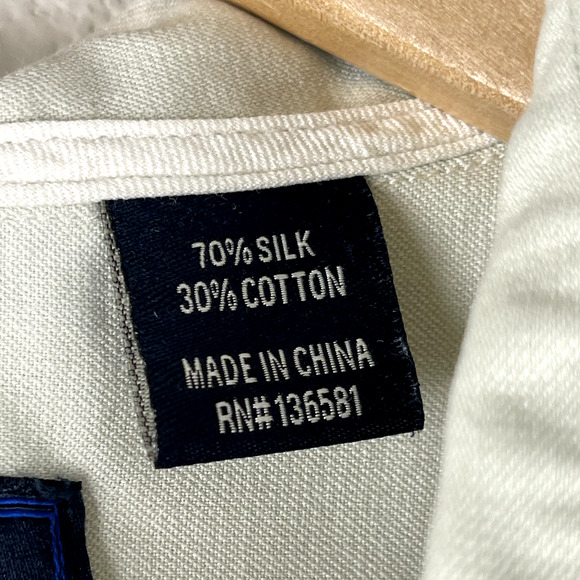 70% SILK
30% COTTON
MADE IN CHINA
RN# 136581